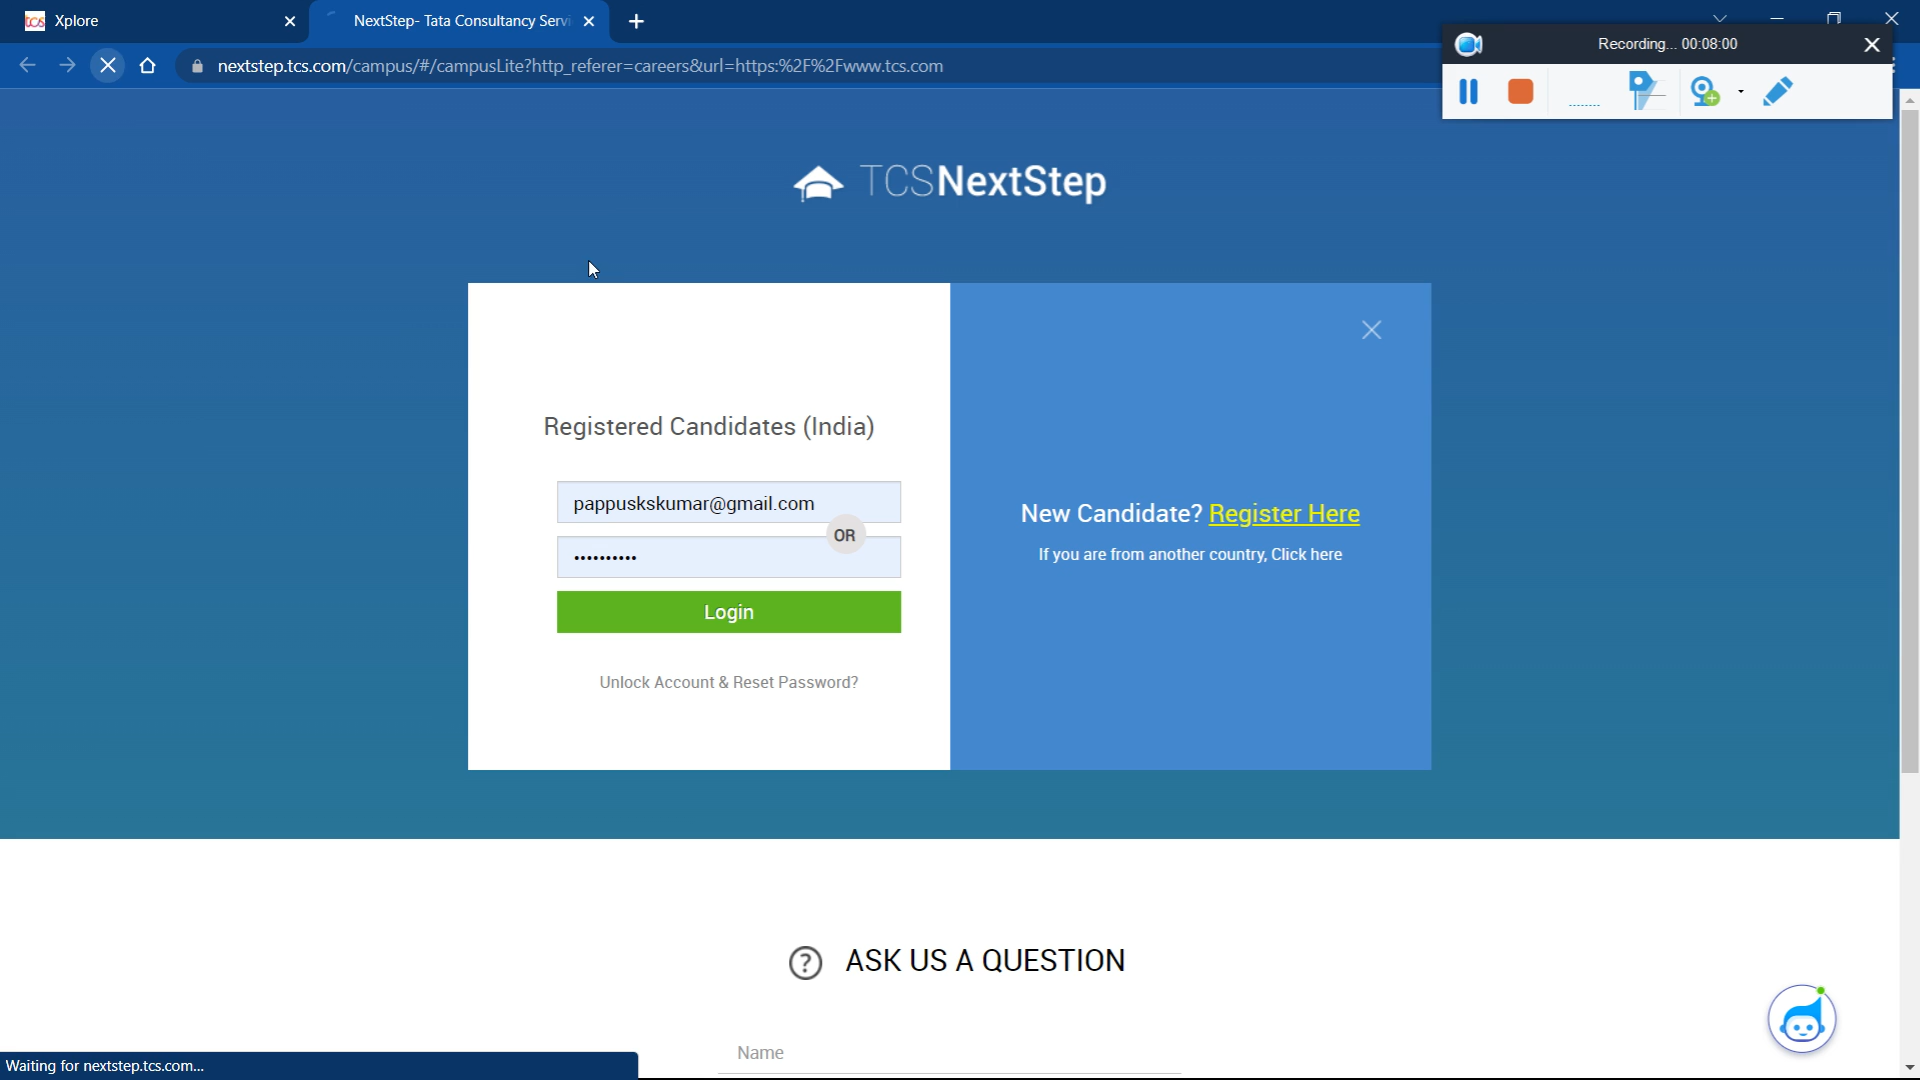 Xplore
NextStep- Tata Consultancy Servi
Recording... 00:08:00
nextstep.tcs.com/campus/#/campusLite?http_referer=careers&url=https:%2F%2Fwww.tcs.com
TCSNextStep
Registered Candidates (India)
pappuskskumar@gmail.com
OR
Login
Unlock Account & Reset Password?
New Candidate? Register Here
If you are from another country, Click here
? ASK US A QUESTION
Name
Waiting for nextstep.tcs.com...